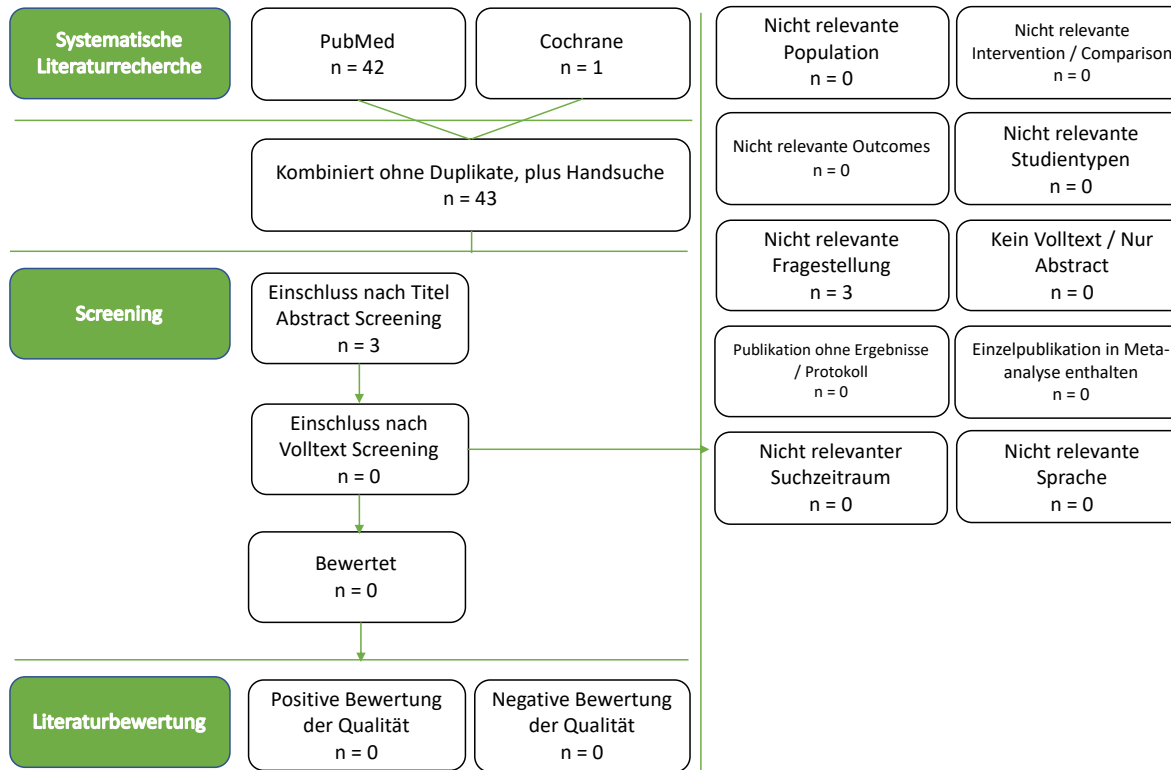 Systematische
Literaturrecherche
PubMed
n = 42
Cochrane
n = 1
Kombiniert ohne Duplikate, plus Handsuche
n = 43
Screening
Einschluss nach Titel
Abstract Screening
n = 3
Einschluss nach
Volltext Screening
n = 0
Bewertet
n = 0
Literaturbewertung
Positive Bewertung
der Qualität
n = 0
Negative Bewertung
der Qualität
n = 0
Nicht relevante
Population
n = 0
Nicht relevante
Intervention / Comparison
n = 0
Nicht relevante Outcomes
n = 0
Nicht relevante
Studientypen
n = 0
Nicht relevante
Fragestellung
n = 3
Kein Volltext / Nur
Abstract
n = 0
Publikation ohne Ergebnisse
/ Protokoll
n = 0
Einzelpublikation in Meta-
analyse enthalten
n = 0
Nicht relevanter
Suchzeitraum
n = 0
Nicht relevante
Sprache
n = 0